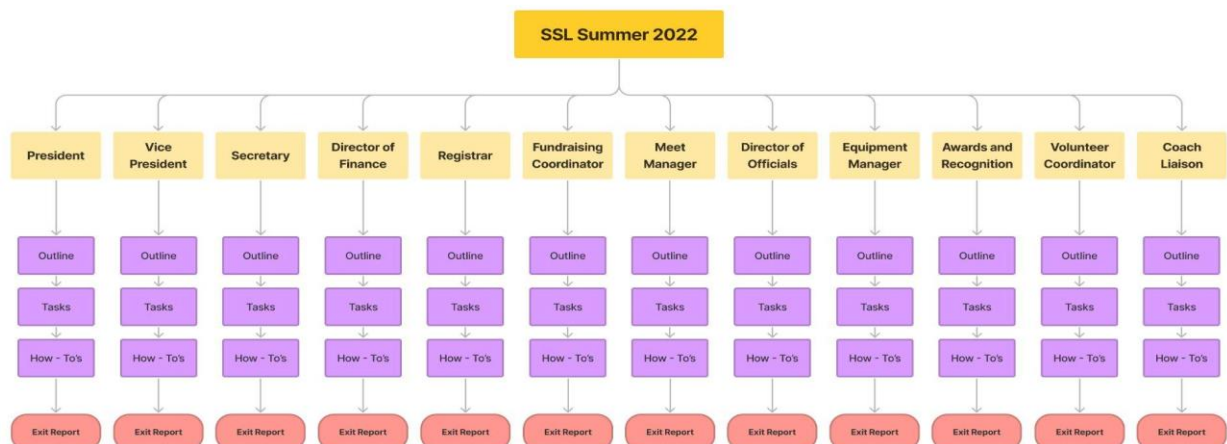 SSL Summer 2022
President
Vice
President
Secretary
Director of
Finance
Registrar
Fundraising
Coordinator
Meet
Manager
Director of
Officials
Equipment
Manager
Awards and
Recognition
Volunteer
Coordinator
Coach
Liaison
Outline
Outline
Outline
Outline
Outline
Outline
Outline
Outline
Outline
Outline
Outline
Outline
Tasks
Tasks
Tasks
Tasks
Tasks
Tasks
Tasks
Tasks
Tasks
Tasks
Tasks
Tasks
How - To's
How - To's
How - To's
How - To's
How - To's
How - To's
How - To's
How - To's
How - To's
How - To's
How - To's
How - To's
Exit Report
Exit Report
Exit Report
Exit Report
Exit Report
Exit Report
Exit Report
Exit Report
Exit Report
Exit Report
Exit Report
Exit Report